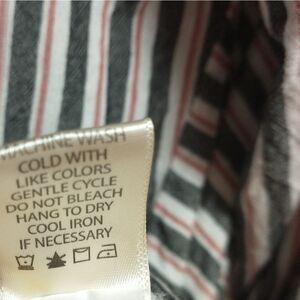 MACHINE WASH
COLD WITH
LIKE COLORS
GENTLE CYCLE
DO NOT BLEACH
HANG TO DRY
COOL IRON
IF NECESSARY